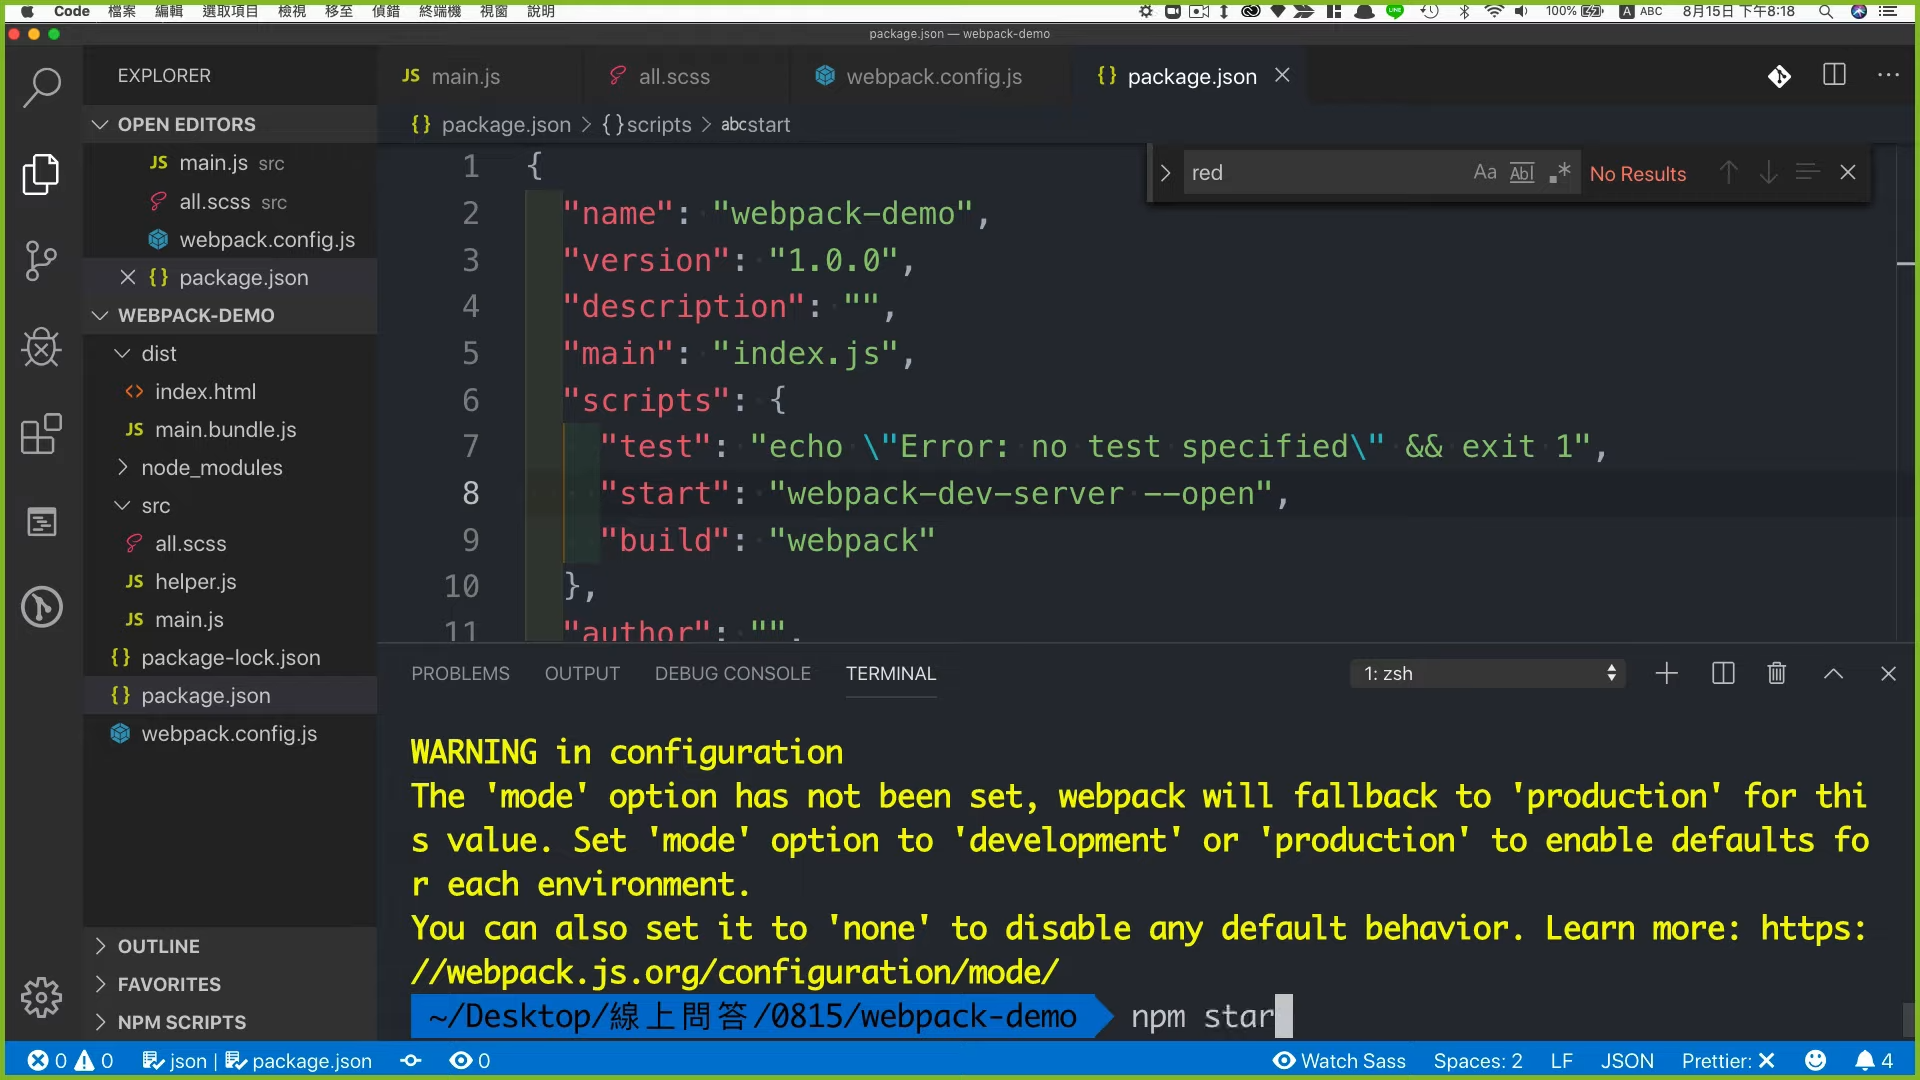 Code 檔案 編輯 選取項目 檢視 移至 偵錯 終端機 視窗 說明 100% A ABC 8月15日 下午8:18
package.json — webpack-demo
EXPLORER
OPEN EDITORS
JS main.js src
all.scss src
webpack.config.js
{} package.json
WEBPACK-DEMO
dist
<> index.html
JS main.bundle.js
node_modules
src
all.scss
JS helper.js
JS main.js
{} package-lock.json
{} package.json
webpack.config.js
OUTLINE
FAVORITES
NPM SCRIPTS
JS main.js all.scss webpack.config.js {} package.json
{} package.json > {} scripts > abc start
red Aa Abl .* No Results
1 {
2 "name": "webpack-demo",
3 "version": "1.0.0",
4 "description": "",
5 "main": "index.js",
6 "scripts": {
7 "test": "echo \"Error: no test specified\" && exit 1",
8 "start": "webpack-dev-server --open",
9 "build": "webpack"
10 },
11 "author": "",
PROBLEMS OUTPUT DEBUG CONSOLE TERMINAL 1: zsh
WARNING in configuration
The 'mode' option has not been set, webpack will fallback to 'production' for thi
s value. Set 'mode' option to 'development' or 'production' to enable defaults fo
r each environment.
You can also set it to 'none' to disable any default behavior. Learn more: https:
//webpack.js.org/configuration/mode/
~/Desktop/線上問答/0815/webpack-demo npm star
0 0 json | package.json 0 Watch Sass Spaces: 2 LF JSON Prettier: × 4